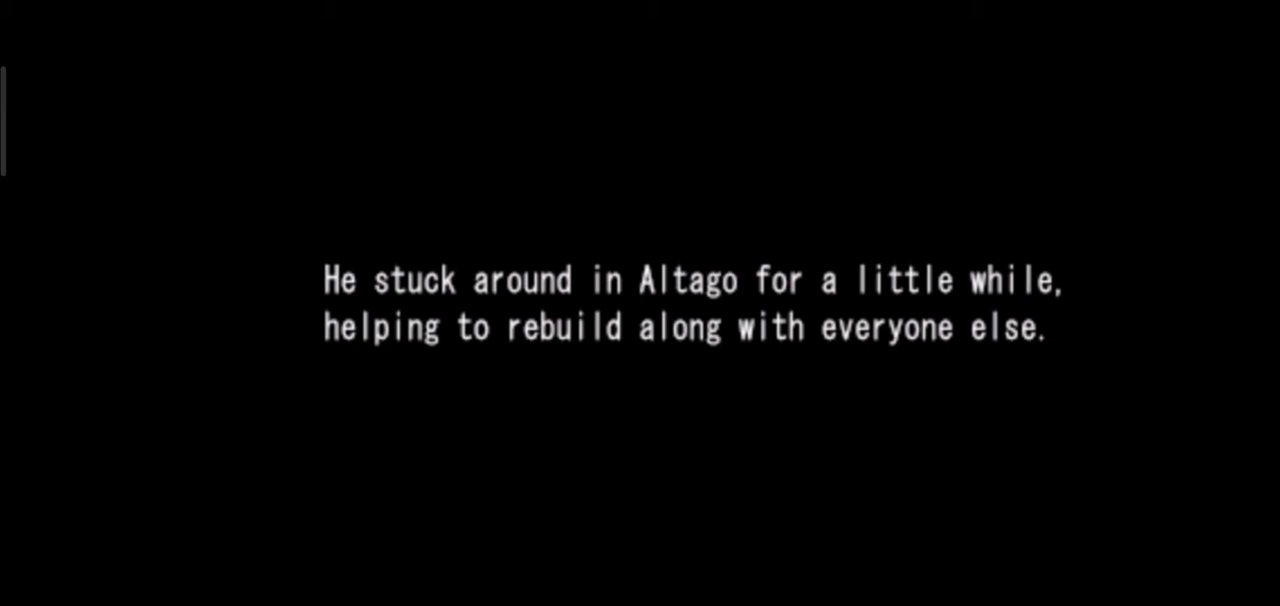 He stuck around in Altago for a little while,
helping to rebuild along with everyone else.